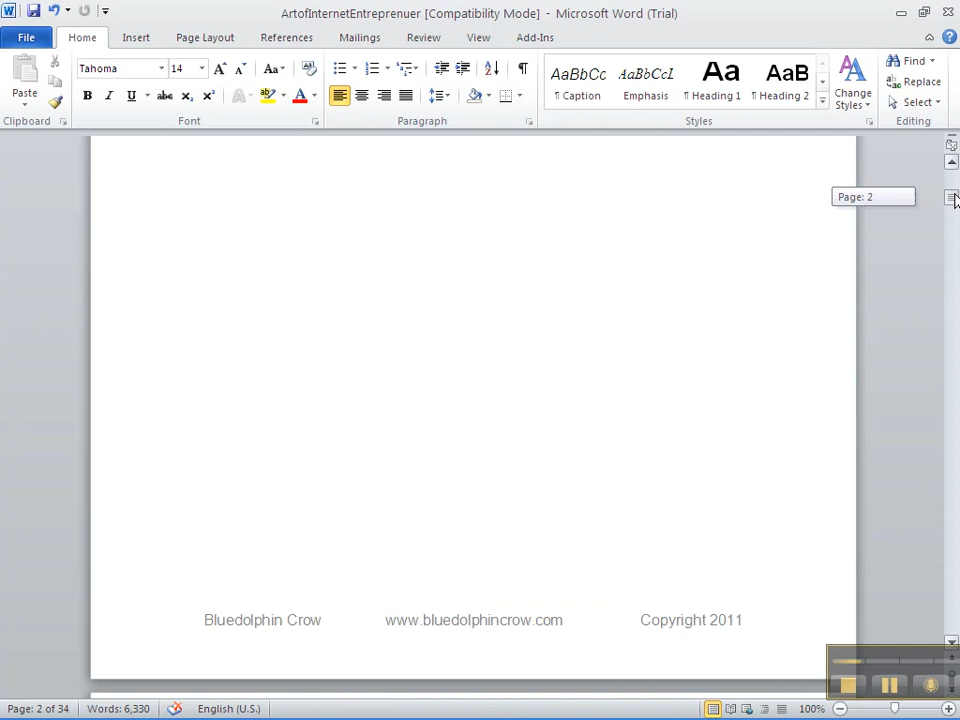 ArtofInternetEntreprenuer [Compatibility Mode] - Microsoft Word (Trial)
File Home Insert Page Layout References Mailings Review View Add-Ins
Paste
Clipboard
Tahoma 14
Font
Paragraph
AaBbCc AaBbCcL Aa AaB
¶ Caption Emphasis ¶ Heading 1 ¶ Heading 2
Change Styles
Styles
Find
Replace
Select
Editing
Page: 2
Bluedolphin Crow www.bluedolphincrow.com Copyright 2011
Page: 2 of 34 Words: 6,330 English (U.S.) 100%